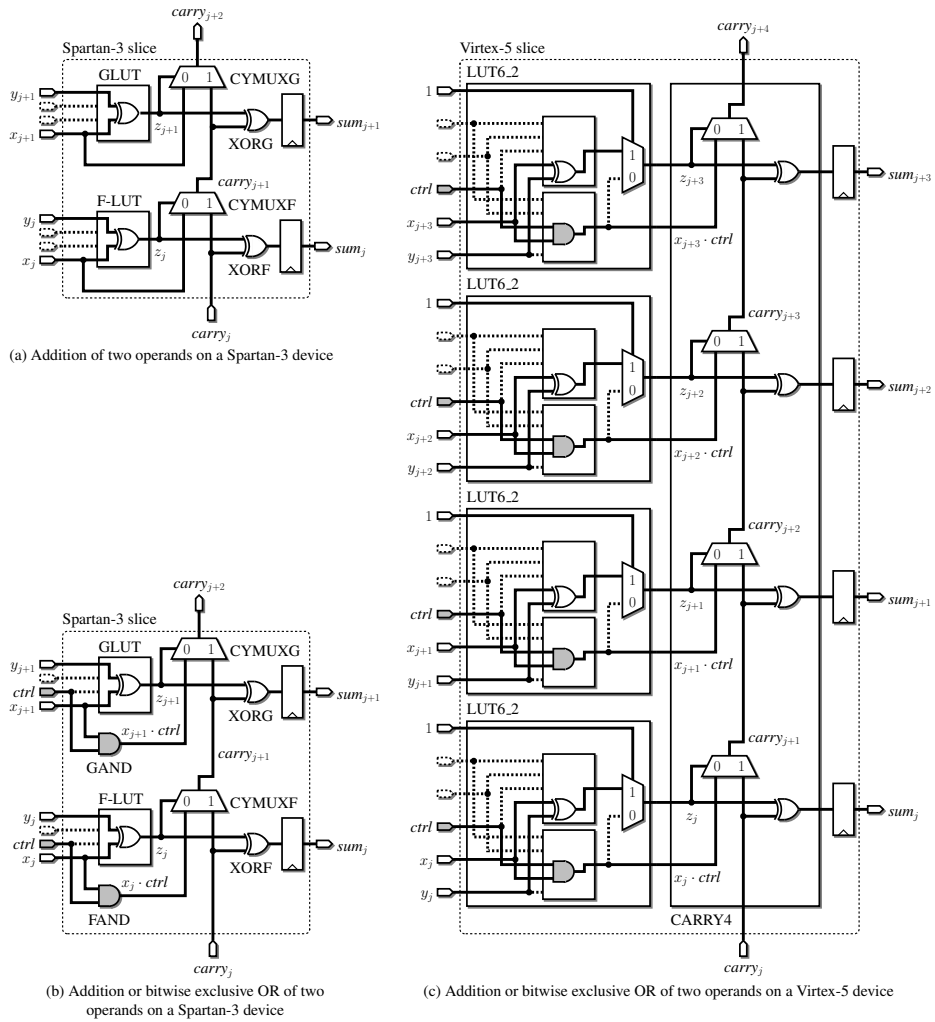 carry_{j+2}
Spartan-3 slice
GLUT
0 1
CYMUXG
y_{j+1}
x_{j+1}
z_{j+1}
XORG
sum_{j+1}
carry_{j+1}
F-LUT
0 1
CYMUXF
y_j
x_j
z_j
XORF
sum_j
carry_j
(a) Addition of two operands on a Spartan-3 device
carry_{j+2}
Spartan-3 slice
GLUT
0 1
CYMUXG
y_{j+1}
ctrl
x_{j+1}
z_{j+1}
XORG
sum_{j+1}
x_{j+1} · ctrl
GAND
carry_{j+1}
F-LUT
0 1
CYMUXF
y_j
ctrl
x_j
z_j
XORF
sum_j
x_j · ctrl
FAND
carry_j
(b) Addition or bitwise exclusive OR of two
operands on a Spartan-3 device
carry_{j+4}
Virtex-5 slice
LUT6_2
1
0 1
1
0
ctrl
x_{j+3}
y_{j+3}
z_{j+3}
sum_{j+3}
x_{j+3} · ctrl
LUT6_2
1
carry_{j+3}
0 1
1
0
ctrl
x_{j+2}
y_{j+2}
z_{j+2}
sum_{j+2}
x_{j+2} · ctrl
LUT6_2
1
carry_{j+2}
0 1
1
0
ctrl
x_{j+1}
y_{j+1}
z_{j+1}
sum_{j+1}
x_{j+1} · ctrl
LUT6_2
1
carry_{j+1}
0 1
1
0
ctrl
x_j
y_j
z_j
sum_j
x_j · ctrl
CARRY4
carry_j
(c) Addition or bitwise exclusive OR of two operands on a Virtex-5 device